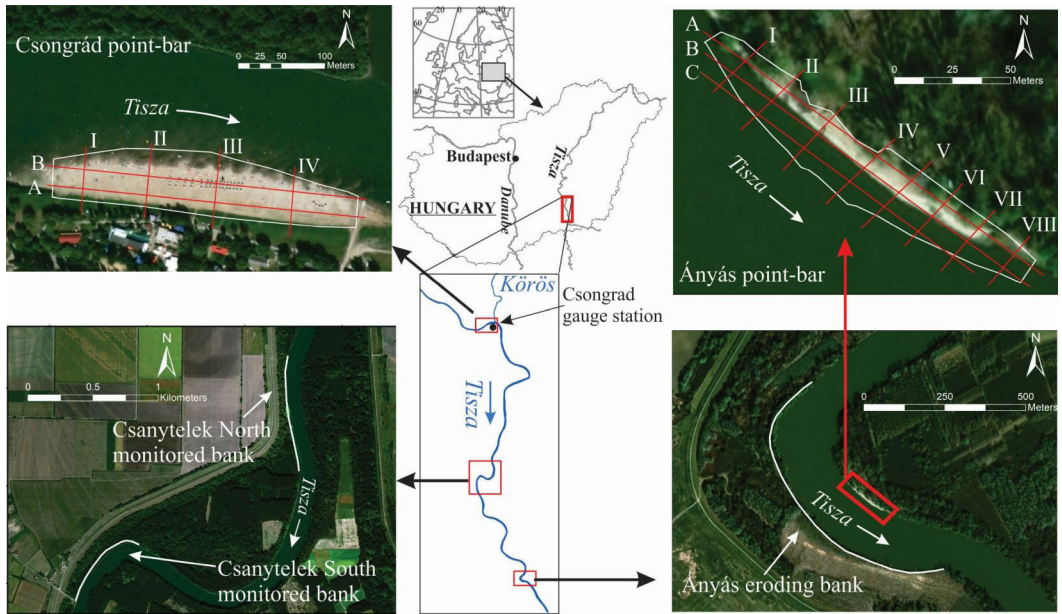 Csongrád point-bar
N
0 25 50 100
Meters
Tisza
I
II
III
IV
B
A
20
Budapest
Tisza
HUNGARY
Danube
A
B
C
I
II
III
IV
V
VI
VII
VIII
N
0 25 50
Meters
Tisza
Ányás point-bar
Körös
Csongrad
gauge station
Tisza
N
0 0.5 1
Kilometers
Csanytelek North
monitored bank
Tisza
Csanytelek South
monitored bank
N
0 250 500
Meters
Tisza
Ányás eroding bank